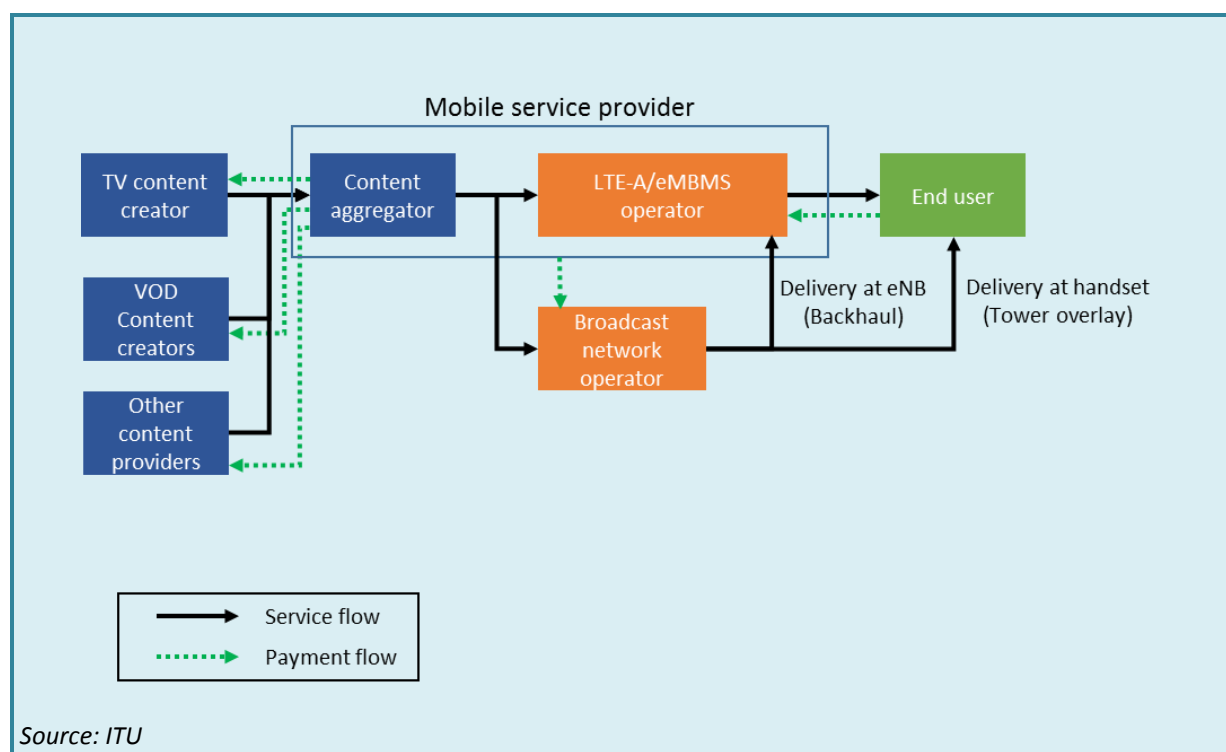 Mobile service provider
TV content
creator
Content
aggregator
LTE-A/eMBMS
operator
End user
VOD
Content
creators
Delivery at eNB
(Backhaul)
Delivery at handset
(Tower overlay)
Broadcast
network
operator
Other
content
providers
Service flow
Payment flow
Source: ITU